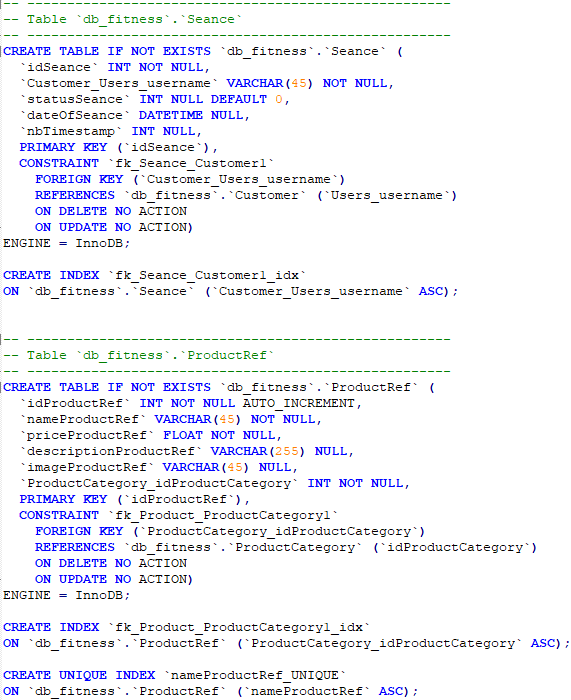 -- -----------------------------------------------------
-- Table `db_fitness`.`Seance`
-- -----------------------------------------------------
CREATE TABLE IF NOT EXISTS `db_fitness`.`Seance` (
  `idSeance` INT NOT NULL,
  `Customer_Users_username` VARCHAR(45) NOT NULL,
  `statusSeance` INT NULL DEFAULT 0,
  `dateOfSeance` DATETIME NULL,
  `nbTimestamp` INT NULL,
  PRIMARY KEY (`idSeance`),
  CONSTRAINT `fk_Seance_Customer1`
    FOREIGN KEY (`Customer_Users_username`)
    REFERENCES `db_fitness`.`Customer` (`Users_username`)
    ON DELETE NO ACTION
    ON UPDATE NO ACTION)
ENGINE = InnoDB;
CREATE INDEX `fk_Seance_Customer1_idx`
ON `db_fitness`.`Seance` (`Customer_Users_username` ASC);
-- -----------------------------------------------------
-- Table `db_fitness`.`ProductRef`
-- -----------------------------------------------------
CREATE TABLE IF NOT EXISTS `db_fitness`.`ProductRef` (
  `idProductRef` INT NOT NULL AUTO_INCREMENT,
  `nameProductRef` VARCHAR(45) NOT NULL,
  `priceProductRef` FLOAT NOT NULL,
  `descriptionProductRef` VARCHAR(255) NULL,
  `imageProductRef` VARCHAR(45) NULL,
  `ProductCategory_idProductCategory` INT NOT NULL,
  PRIMARY KEY (`idProductRef`),
  CONSTRAINT `fk_Product_ProductCategory1`
    FOREIGN KEY (`ProductCategory_idProductCategory`)
    REFERENCES `db_fitness`.`ProductCategory` (`idProductCategory`)
    ON DELETE NO ACTION
    ON UPDATE NO ACTION)
ENGINE = InnoDB;
CREATE INDEX `fk_Product_ProductCategory1_idx`
ON `db_fitness`.`ProductRef` (`ProductCategory_idProductCategory` ASC);
CREATE UNIQUE INDEX `nameProductRef_UNIQUE`
ON `db_fitness`.`ProductRef` (`nameProductRef` ASC);